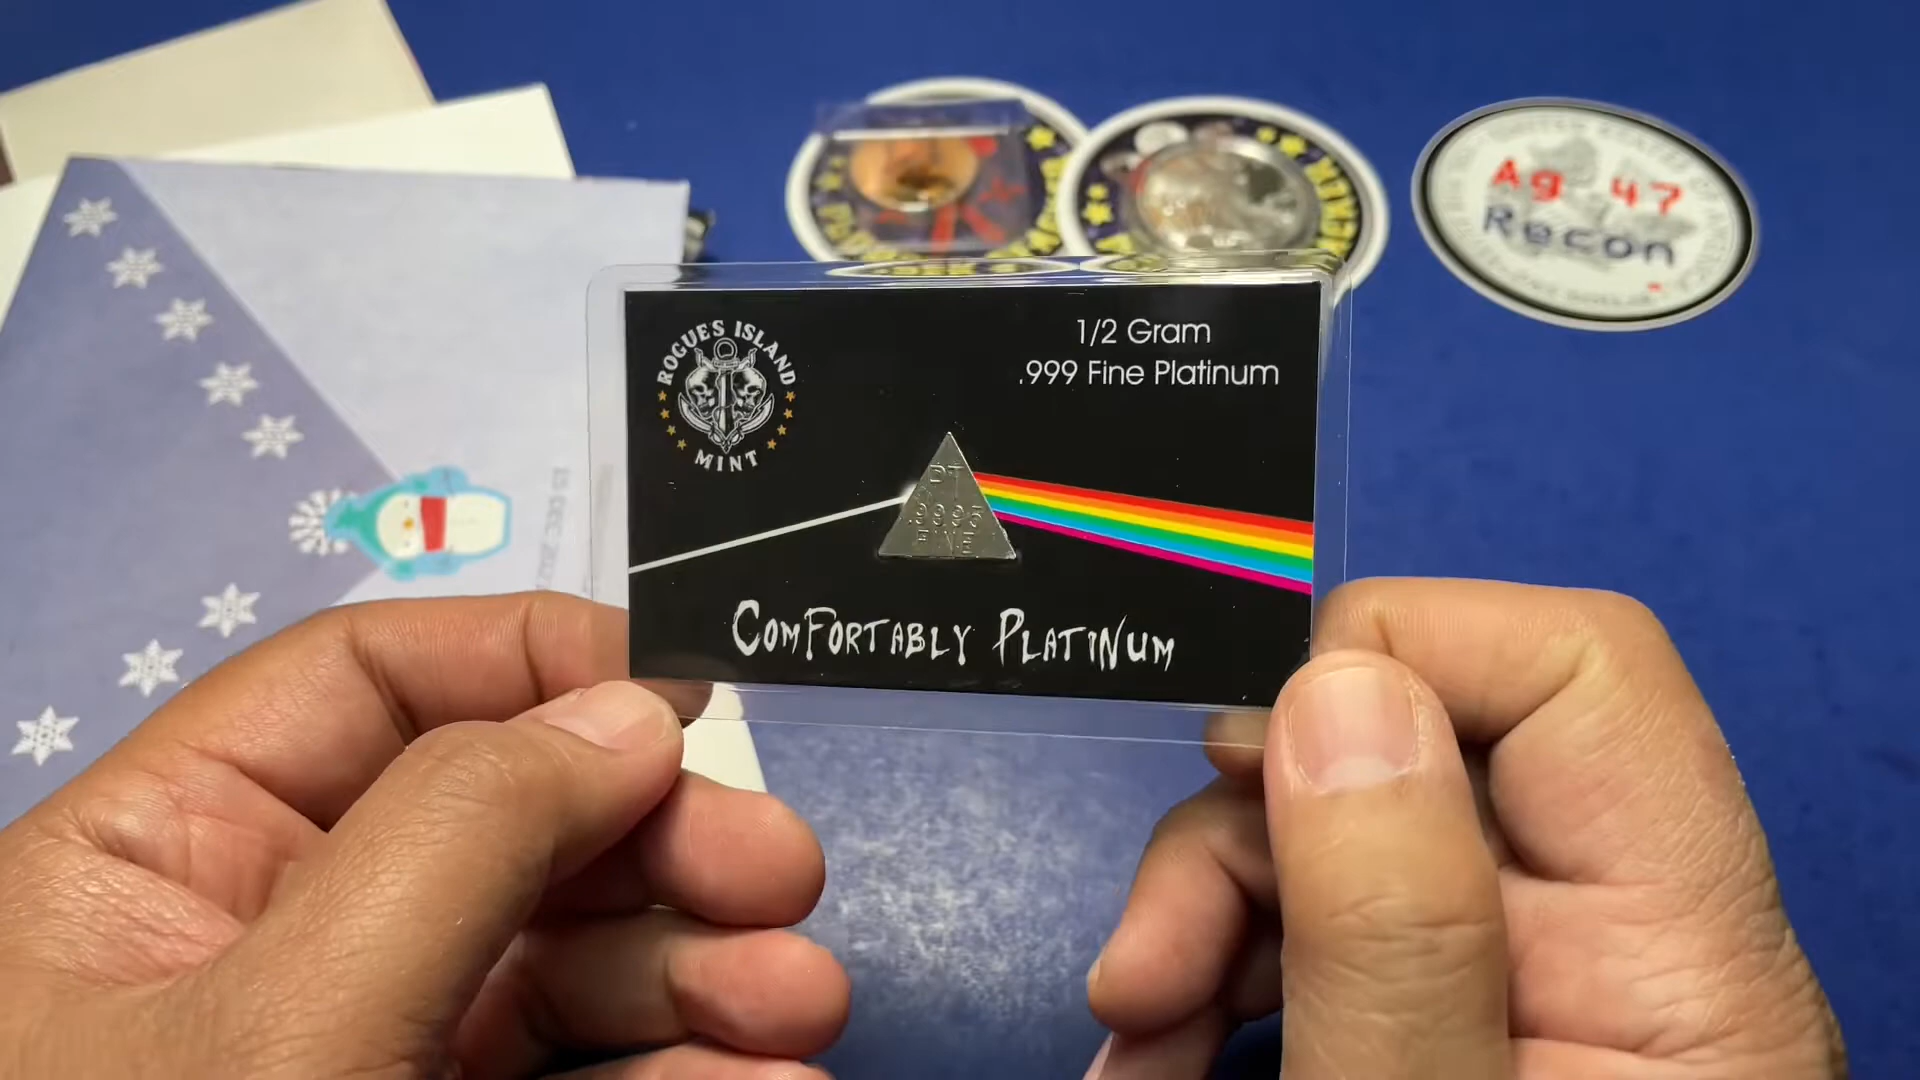 Ag 47
Recon
ROGUES ISLAND
MINT
1/2 Gram
.999 Fine Platinum
PT
.9995
FINE
COMFORTABLY PLATINUM